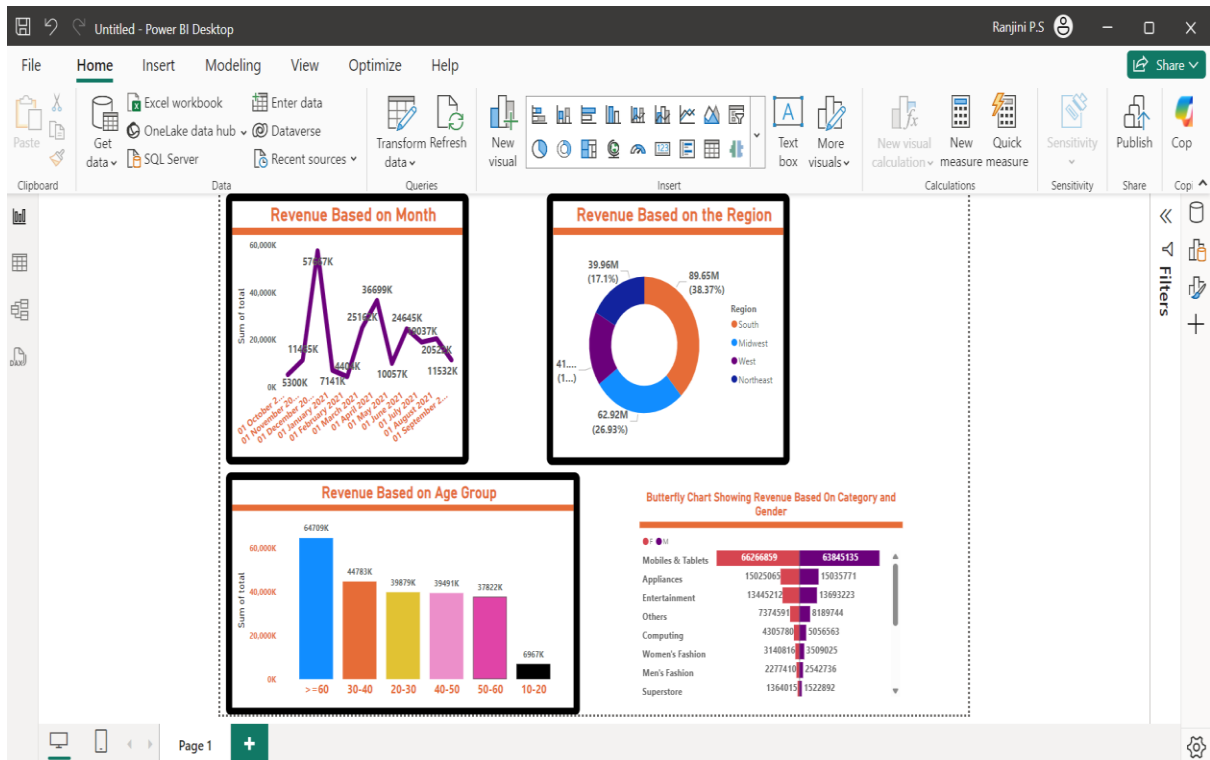 Untitled - Power BI Desktop
Ranjini P.S
File Home Insert Modeling View Optimize Help
Share
Paste
Get data
Excel workbook
OneLake data hub
SQL Server
Enter data
Dataverse
Recent sources
Transform data
Refresh
New visual
Text box
More visuals
New visual calculation
New measure
Quick measure
Sensitivity
Publish
Cop
Clipboard
Data
Queries
Insert
Calculations
Sensitivity
Share
Copi
Filters
Revenue Based on Month
Sum of total
60,000K
40,000K
20,000K
0K
5300K
7141K
36699K
10057K
24645K
11532K
01 October 2...
01 November 20...
01 December 20...
01 January 2021
01 February 2021
01 March 2021
01 April 2021
01 May 2021
01 June 2021
01 July 2021
01 August 2021
01 September 2...
Revenue Based on the Region
39.96M
(17.1%)
89.65M
(38.37%)
41....
(1...)
62.92M
(26.93%)
Region
South
Midwest
West
Northeast
Revenue Based on Age Group
Sum of total
60,000K
40,000K
20,000K
0K
64709K
44783K
39879K
39491K
37822K
6967K
>=60 30-40 20-30 40-50 50-60 10-20
Butterfly Chart Showing Revenue Based On Category and
Gender
F M
Mobiles & Tablets 66266859 63845135
Appliances 15025065 15035771
Entertainment 13445212 13693223
Others 7374591 8189744
Computing 4305780 5056563
Women's Fashion 3140816 3509025
Men's Fashion 2277410 2542736
Superstore 1364015 1522892
Page 1